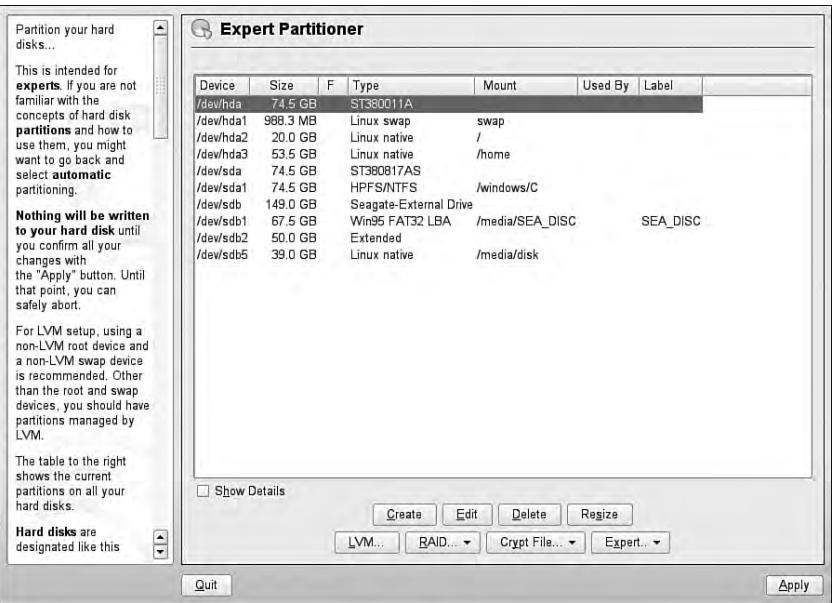 Partition your hard
disks...
This is intended for
experts. If you are not
familiar with the
concepts of hard disk
partitions and how to
use them, you might
want to go back and
select automatic
partitioning.
Nothing will be written
to your hard disk until
you confirm all your
changes with
the "Apply" button. Until
that point, you can
safely abort.
For LVM setup, using a
non-LVM root device and
a non-LVM swap device
is recommended. Other
than the root and swap
devices, you should have
partitions managed by
LVM.
The table to the right
shows the current
partitions on all your
hard disks.
Hard disks are
designated like this
Expert Partitioner
Device Size F Type Mount Used By Label
/dev/hda 74.5 GB ST380011A
/dev/hda1 988.3 MB Linux swap swap
/dev/hda2 20.0 GB Linux native /
/dev/hda3 53.5 GB Linux native /home
/dev/sda 74.5 GB ST380817AS
/dev/sda1 74.5 GB HPFS/NTFS /windows/C
/dev/sdb 149.0 GB Seagate-External Drive
/dev/sdb1 67.5 GB Win95 FAT32 LBA /media/SEA_DISC SEA_DISC
/dev/sdb2 50.0 GB Extended
/dev/sdb5 39.0 GB Linux native /media/disk
Show Details
Create Edit Delete Resize
LVM... RAID... Crypt File... Expert..
Quit Apply